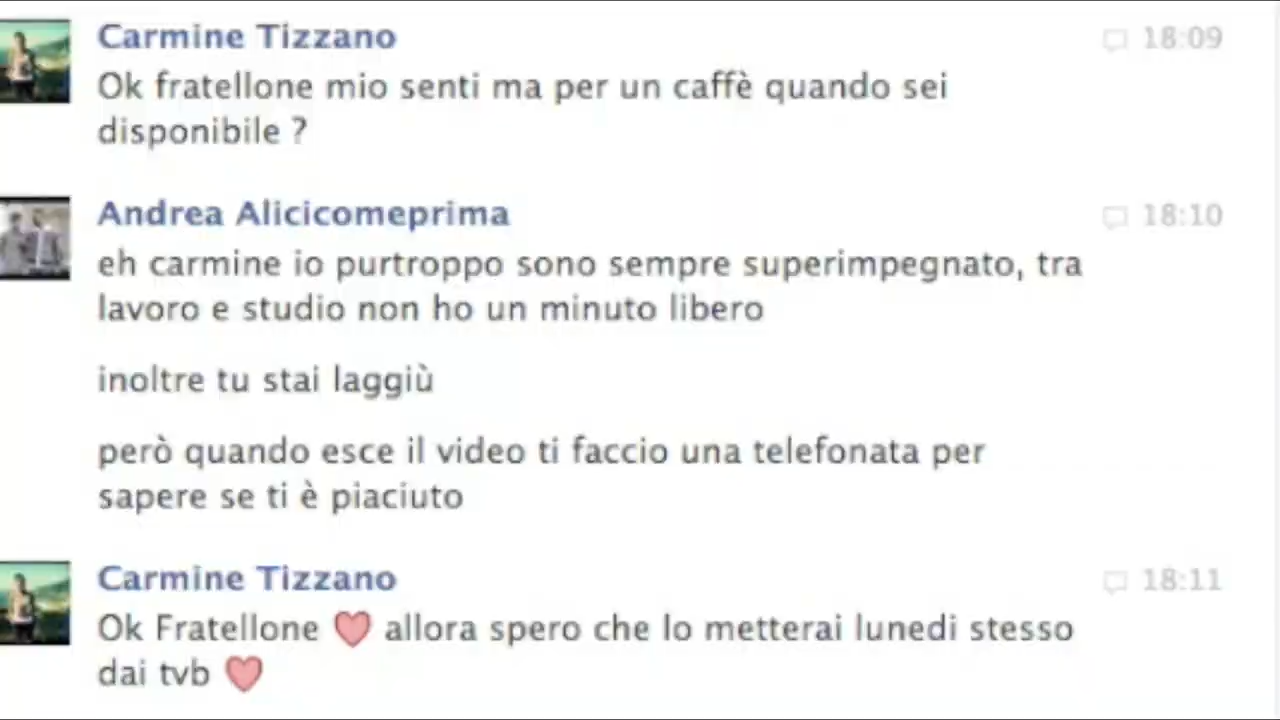 Carmine Tizzano 18:09
Ok fratellone mio senti ma per un caffè quando sei
disponibile ?
Andrea Alicicomeprima 18:10
eh carmine io purtroppo sono sempre superimpegnato, tra
lavoro e studio non ho un minuto libero
inoltre tu stai laggiù
però quando esce il video ti faccio una telefonata per
sapere se ti è piaciuto
Carmine Tizzano 18:11
Ok Fratellone ❤ allora spero che lo metterai lunedi stesso
dai tvb ❤